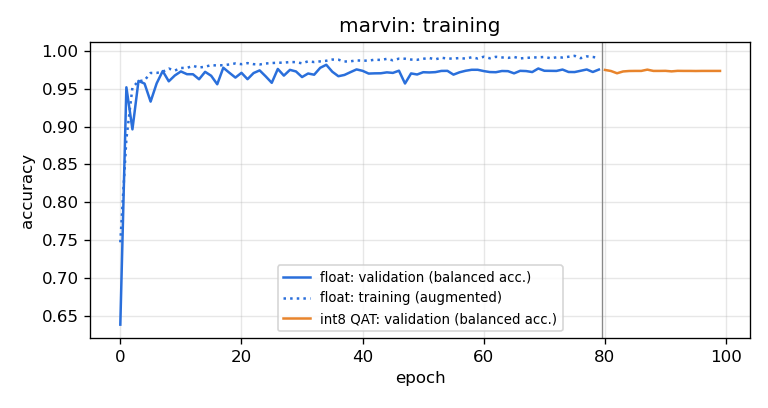 marvin: training
1.00
0.95
0.90
0.85
0.80
0.75
0.70
0.65
accuracy
float: validation (balanced acc.)
float: training (augmented)
int8 QAT: validation (balanced acc.)
0 20 40 60 80 100
epoch